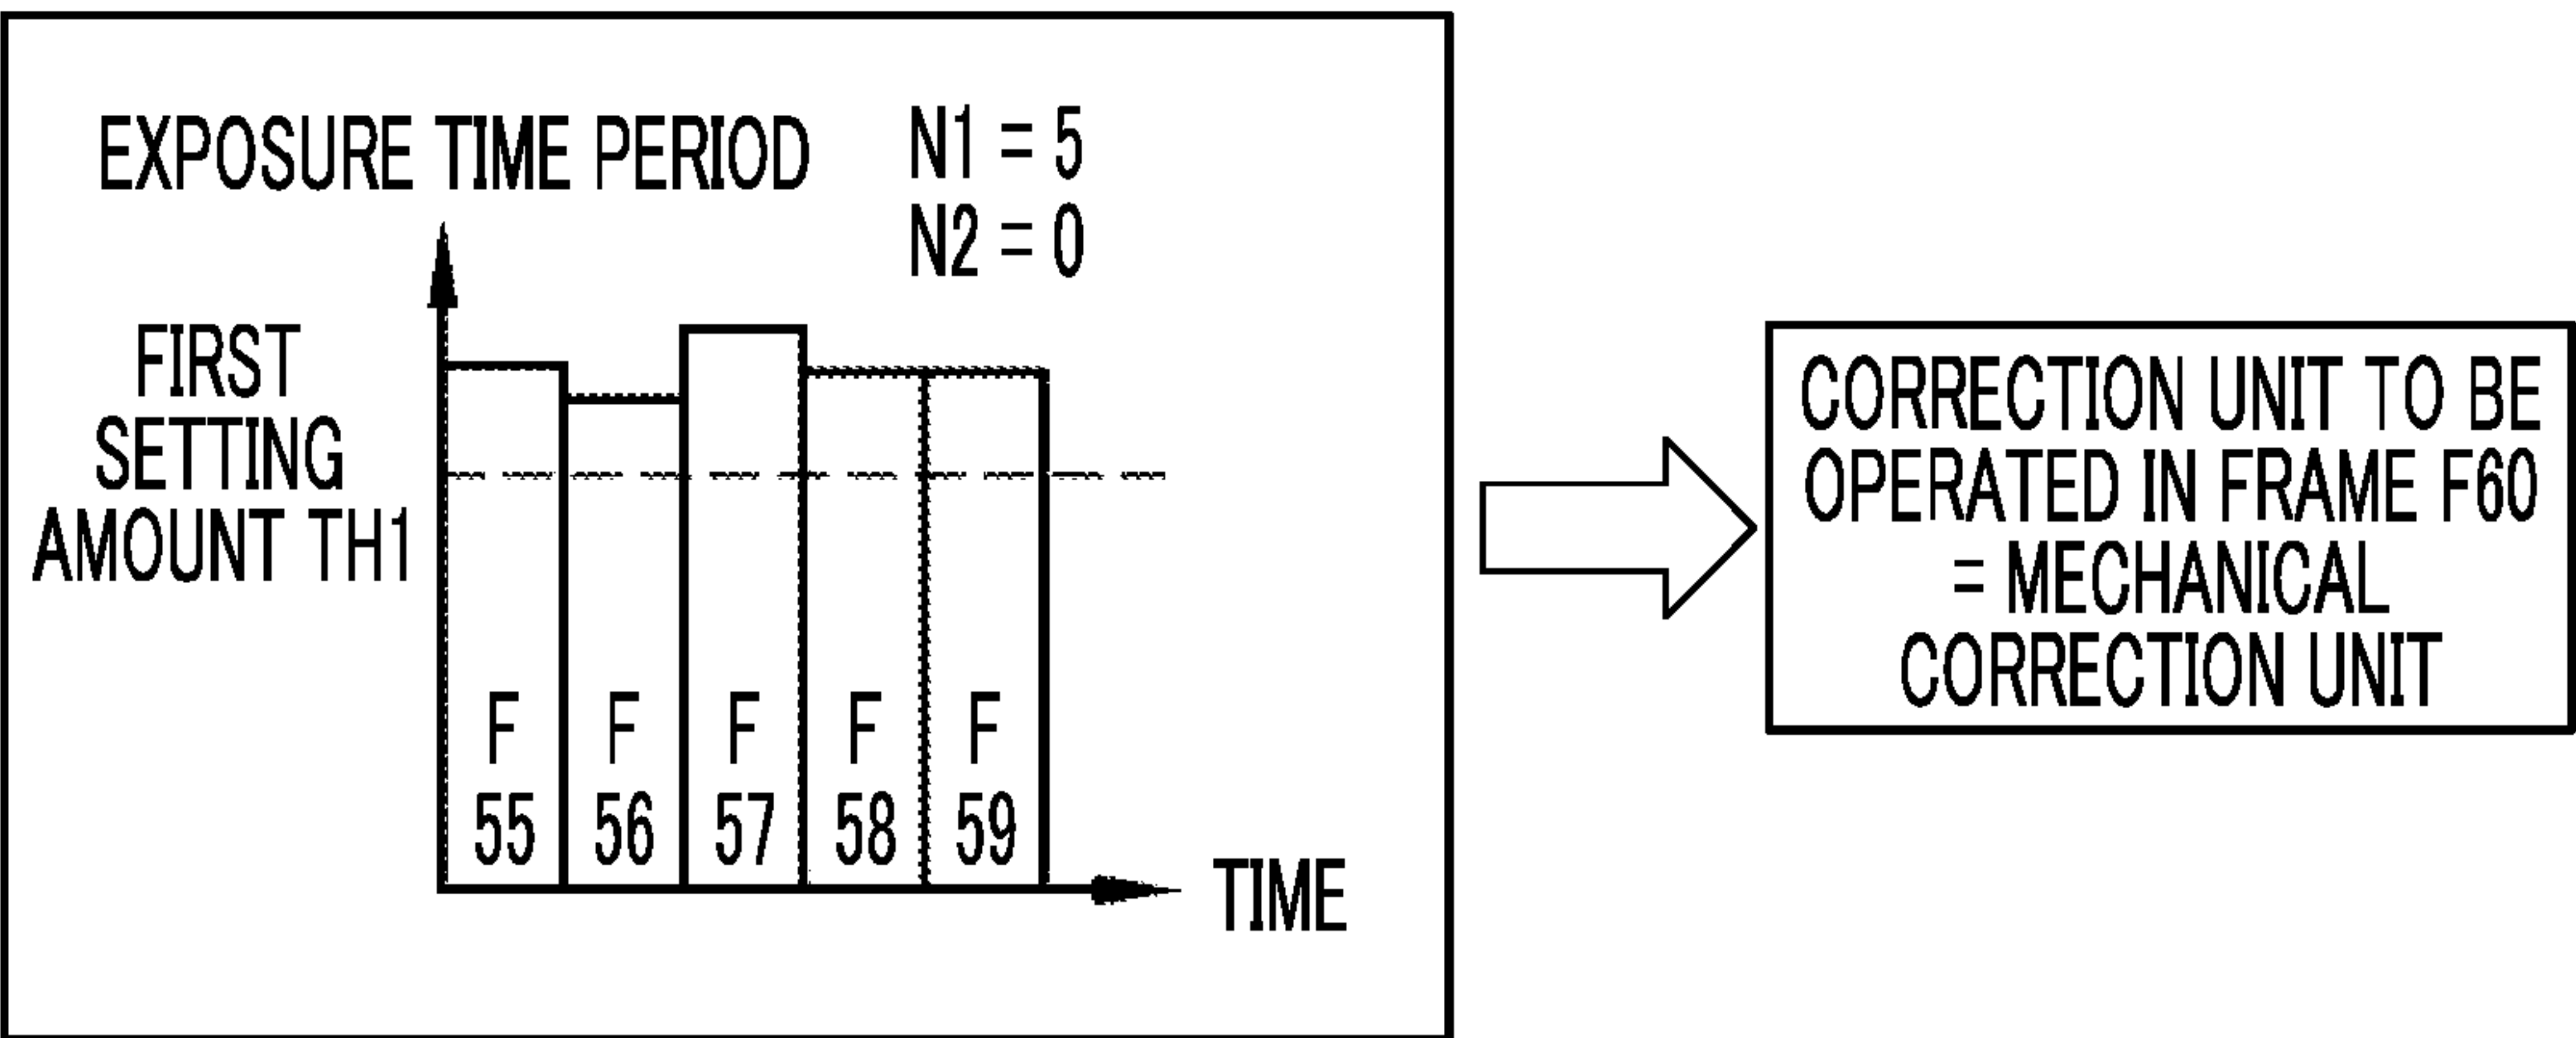 EXPOSURE TIME PERIOD
N1 = 5
N2 = 0
FIRST
SETTING
AMOUNT TH1
F
55
F
56
F
57
F
58
F
59
TIME
CORRECTION UNIT TO BE
OPERATED IN FRAME F60
= MECHANICAL
CORRECTION UNIT